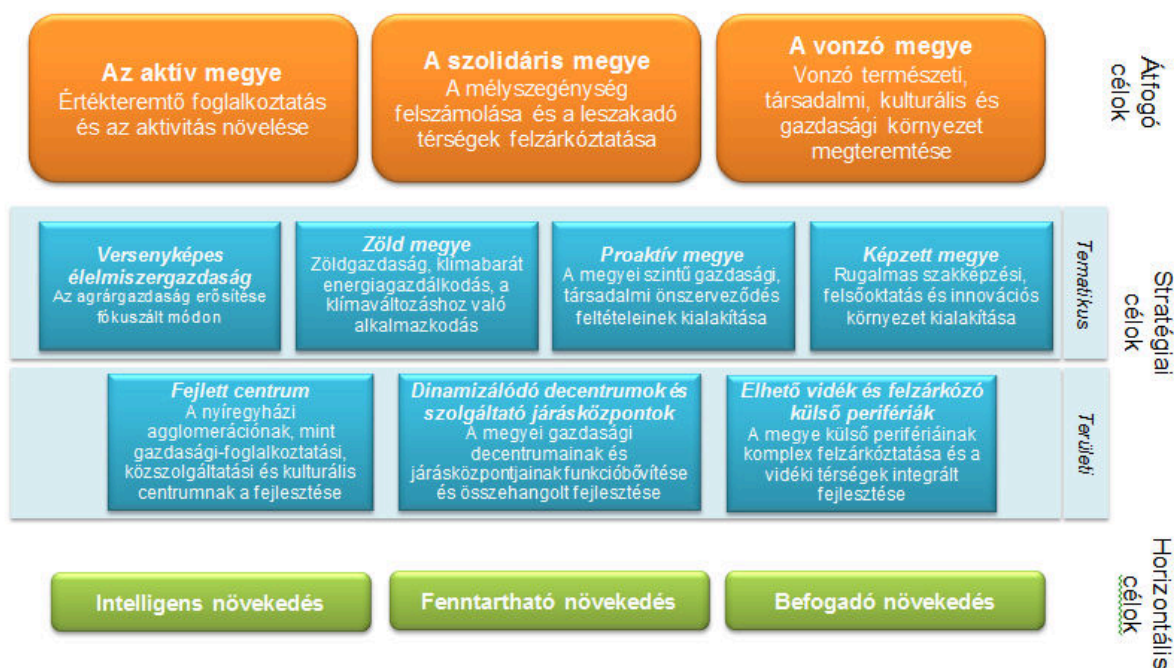 Az aktív megye
Értékteremtő foglalkoztatás
és az aktivitás növelése
A szolidáris megye
A mélyszegénység
felszámolása és a leszakadó
térségek felzárkóztatása
A vonzó megye
Vonzó természeti,
társadalmi, kulturális és
gazdasági környezet
megteremtése
Átfogó
célok
Versenyképes
élelmiszergazdaság
Az agrárgazdaság erősítése
fókuszált módon
Zöld megye
Zöldgazdaság, klímabarát
energiagazdálkodás, a
klímaváltozáshoz való
alkalmazkodás
Proaktív megye
A megyei szintű gazdasági,
társadalmi önszerveződés
feltételeinek kialakítása
Képzett megye
Rugalmas szakképzési,
felsőoktatás és innovációs
környezet kialakítása
Tematikus
Stratégiai
célok
Fejlett centrum
A nyíregyházi
agglomerációnak, mint
gazdasági-foglalkoztatási,
közszolgáltatási és kulturális
centrumnak a fejlesztése
Dinamizálódó decentrumok és
szolgáltató járásközpontok
A megyei gazdasági
decentrumainak és
járásközpontjainak funkcióbővítése
és összehangolt fejlesztése
Elhető vidék és felzárkózó
külső perifériák
A megye külső perifériáinak
komplex felzárkóztatása és a
vidéki térségek integrált
fejlesztése
Területi
Intelligens növekedés
Fenntartható növekedés
Befogadó növekedés
Horizontális
célok